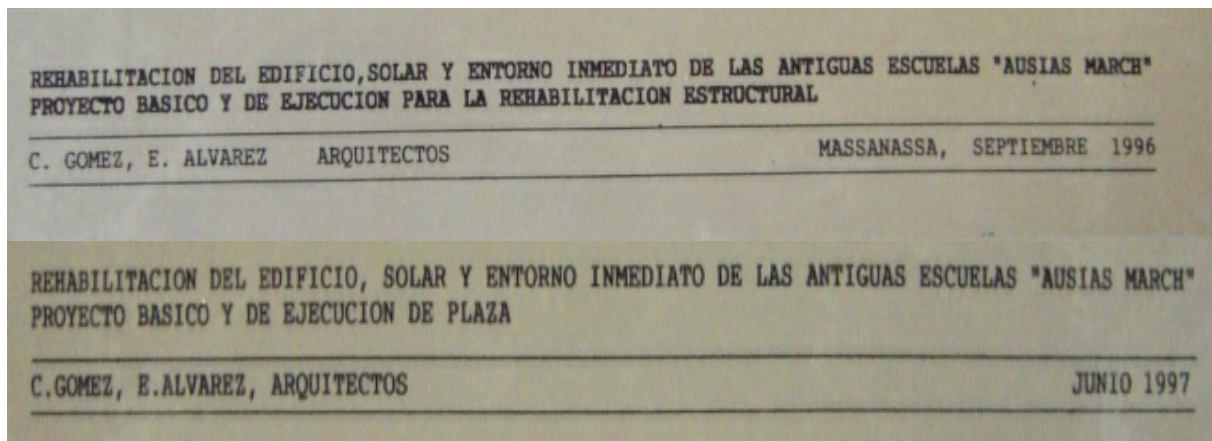 REHABILITACION DEL EDIFICIO,SOLAR Y ENTORNO INMEDIATO DE LAS ANTIGUAS ESCUELAS "AUSIAS MARCH"
PROYECTO BASICO Y DE EJECUCION PARA LA REHABILITACION ESTRUCTURAL
C. GOMEZ, E. ALVAREZ ARQUITECTOS MASSANASSA, SEPTIEMBRE 1996
REHABILITACION DEL EDIFICIO, SOLAR Y ENTORNO INMEDIATO DE LAS ANTIGUAS ESCUELAS "AUSIAS MARCH"
PROYECTO BASICO Y DE EJECUCION DE PLAZA
C.GOMEZ, E.ALVAREZ, ARQUITECTOS JUNIO 1997